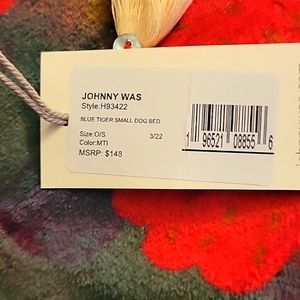 JOHNNY WAS
Style:H93422
BLUE TIGER SMALL DOG BED
Size:O/S 3/22
Color:MTI
MSRP: $148
1 96521 08855 6